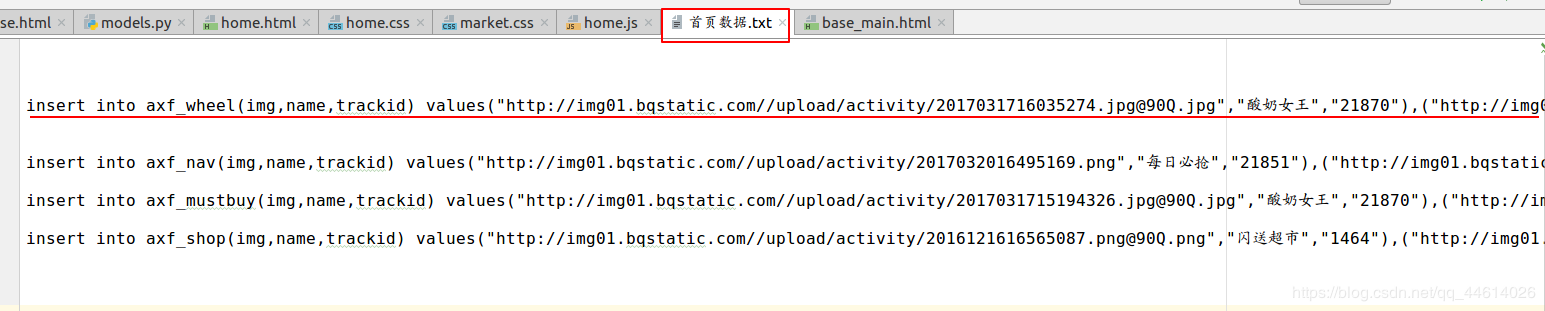 se.html models.py home.html home.css market.css home.js 首页数据.txt base_main.html
insert into axf_wheel(img,name,trackid) values("http://img01.bqstatic.com//upload/activity/2017031716035274.jpg@90Q.jpg","酸奶女王","21870"),("http://img0
insert into axf_nav(img,name,trackid) values("http://img01.bqstatic.com//upload/activity/2017032016495169.png","每日必抢","21851"),("http://img01.bqstatic
insert into axf_mustbuy(img,name,trackid) values("http://img01.bqstatic.com//upload/activity/2017031715194326.jpg@90Q.jpg","酸奶女王","21870"),("http://im
insert into axf_shop(img,name,trackid) values("http://img01.bqstatic.com//upload/activity/2016121616565087.png@90Q.png","闪送超市","1464"),("http://img01.
https://blog.csdn.net/qq_44614026